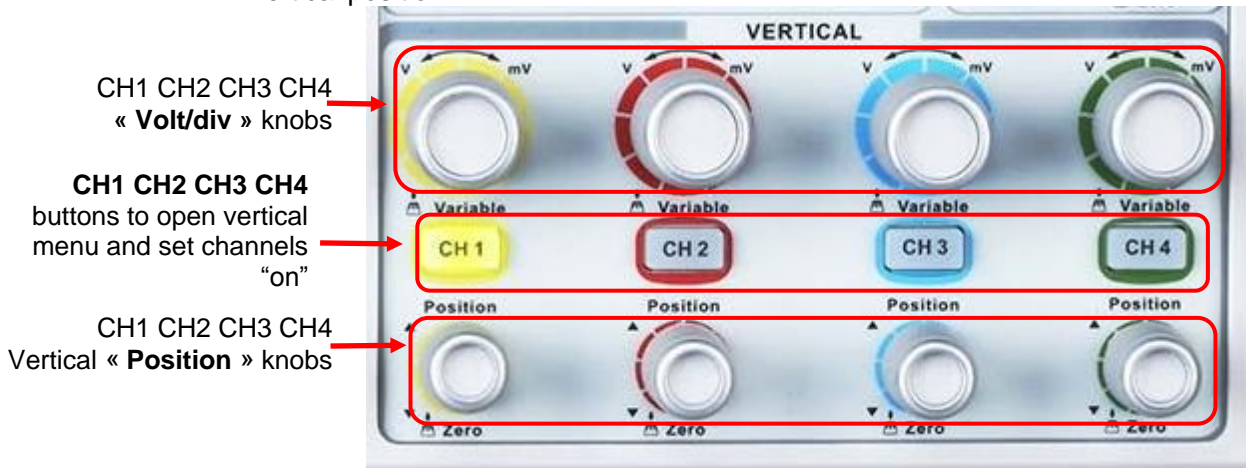 VERTICAL
V mV V mV V mV V mV
CH1 CH2 CH3 CH4
« Volt/div » knobs
Variable Variable Variable Variable
CH1 CH2 CH3 CH4
buttons to open vertical
menu and set channels
“on”
CH 1 CH 2 CH 3 CH 4
Position Position Position Position
CH1 CH2 CH3 CH4
Vertical « Position » knobs
Zero Zero Zero Zero